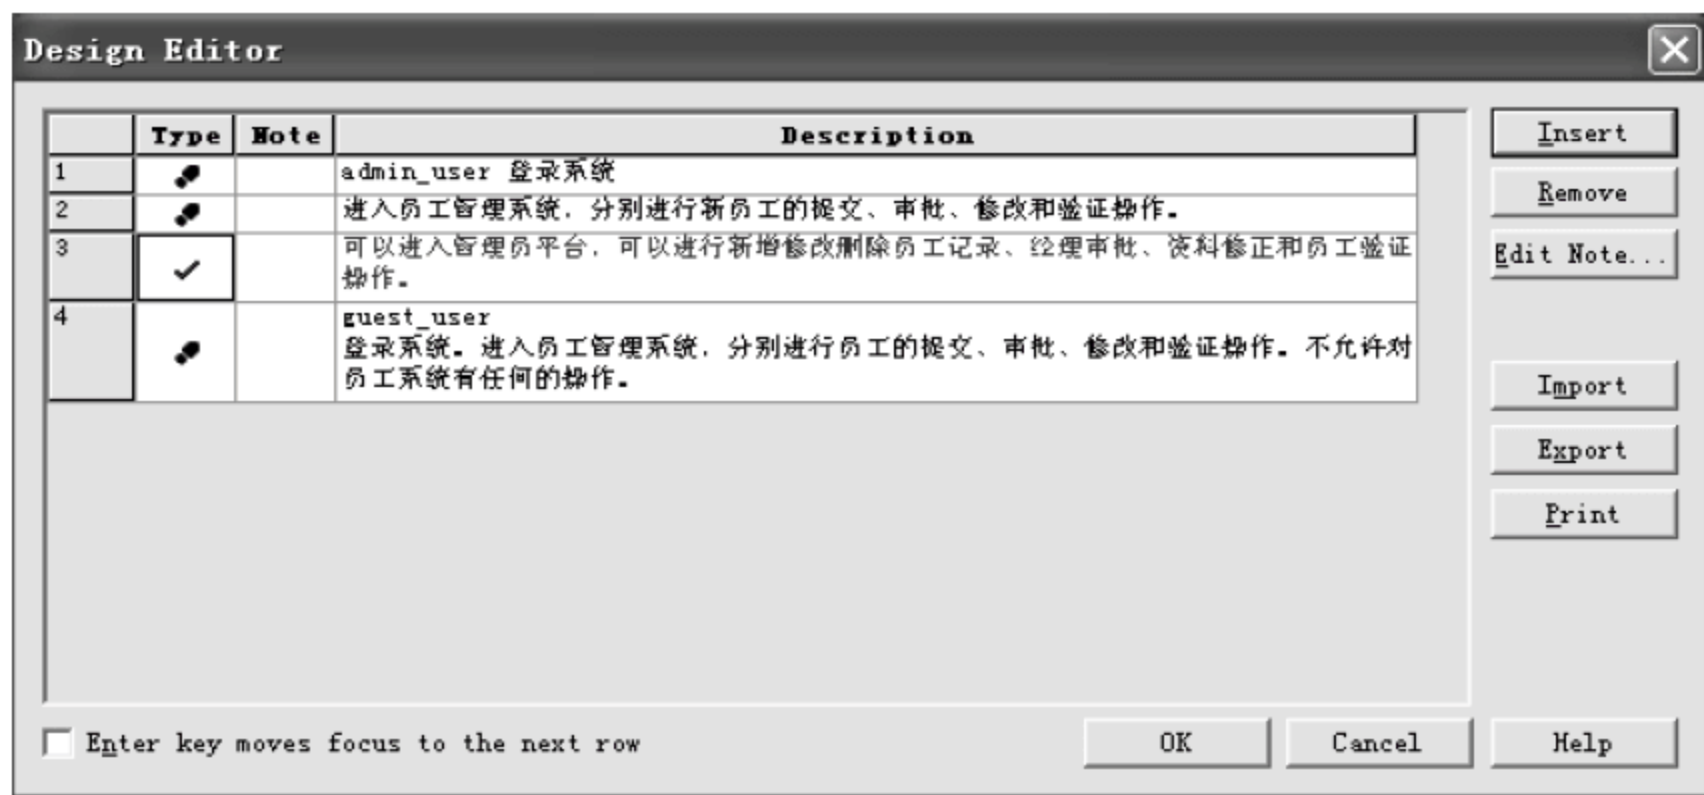 Design Editor
Type Note Description
1 admin_user 登录系统
2 进入员工管理系统，分别进行新员工的提交、审批、修改和验证操作。
3 可以进入管理员平台，可以进行新增修改删除员工记录、经理审批、资料修正和员工验证
操作。
4 guest_user
登录系统。进入员工管理系统，分别进行员工的提交、审批、修改和验证操作。不允许对
员工系统有任何的操作。
Insert
Remove
Edit Note...
Import
Export
Print
Enter key moves focus to the next row
OK Cancel Help